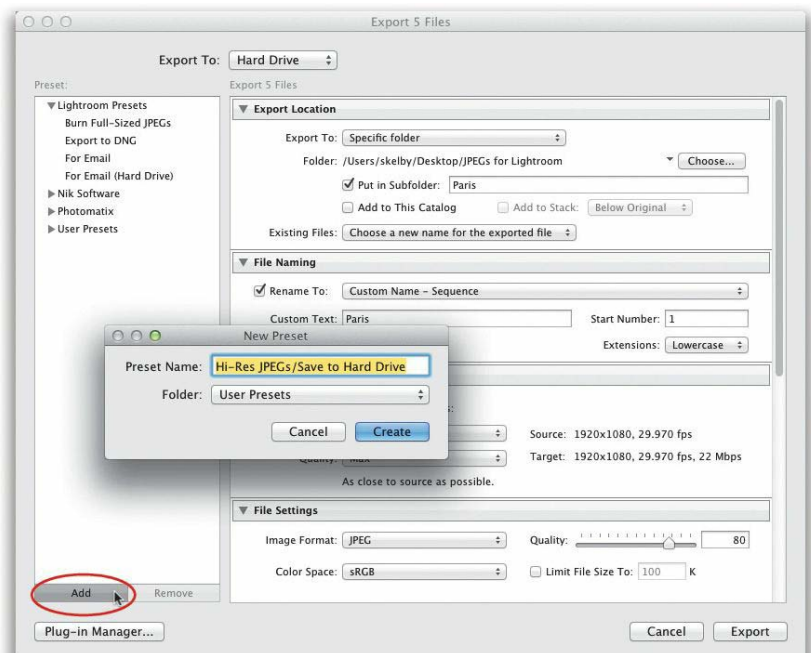 Export 5 Files
Export To: Hard Drive
Preset:
Export 5 Files
Lightroom Presets
Burn Full-Sized JPEGs
Export to DNG
For Email
For Email (Hard Drive)
Nik Software
Photomatix
User Presets
Export Location
Export To: Specific folder
Folder: /Users/skelby/Desktop/JPEGs for Lightroom Choose...
Put in Subfolder: Paris
Add to This Catalog Add to Stack: Below Original
Existing Files: Choose a new name for the exported file
File Naming
Rename To: Custom Name – Sequence
Custom Text: Paris Start Number: 1
Extensions: Lowercase
New Preset
Preset Name: Hi-Res JPEGs/Save to Hard Drive
Folder: User Presets
Cancel Create
Source: 1920x1080, 29.970 fps
Quality: Max Target: 1920x1080, 29.970 fps, 22 Mbps
As close to source as possible.
File Settings
Image Format: JPEG Quality: 80
Color Space: sRGB Limit File Size To: 100 K
Add Remove
Plug-in Manager... Cancel Export